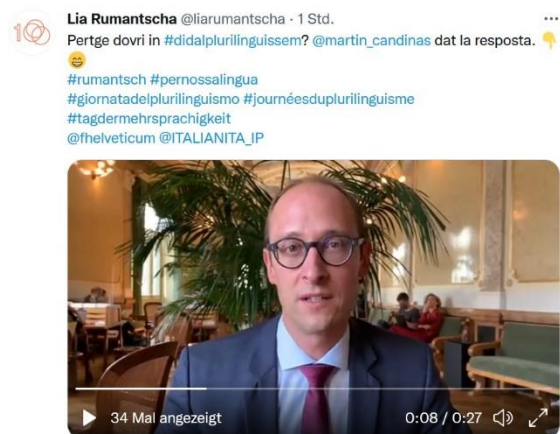 Lia Rumantscha @liarumantscha · 1 Std.
Pertge dovri in #didalplurilinguissem? @martin_candinas dat la resposta. 👇
😄
#rumantsch #pernossalingua
#giornatadelplurilinguismo #journéesduplurilinguisme
#tagdermehrsprachigkeit
@fhelveticum @ITALIANITA_IP
34 Mal angezeigt 0:08 / 0:27